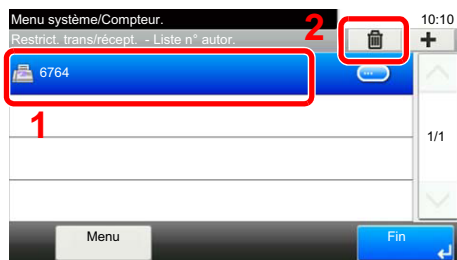 Menu système/Compteur.
10:10
Restrict. trans/récept. - Liste n° autor.
2
6764
1
1/1
Menu
Fin